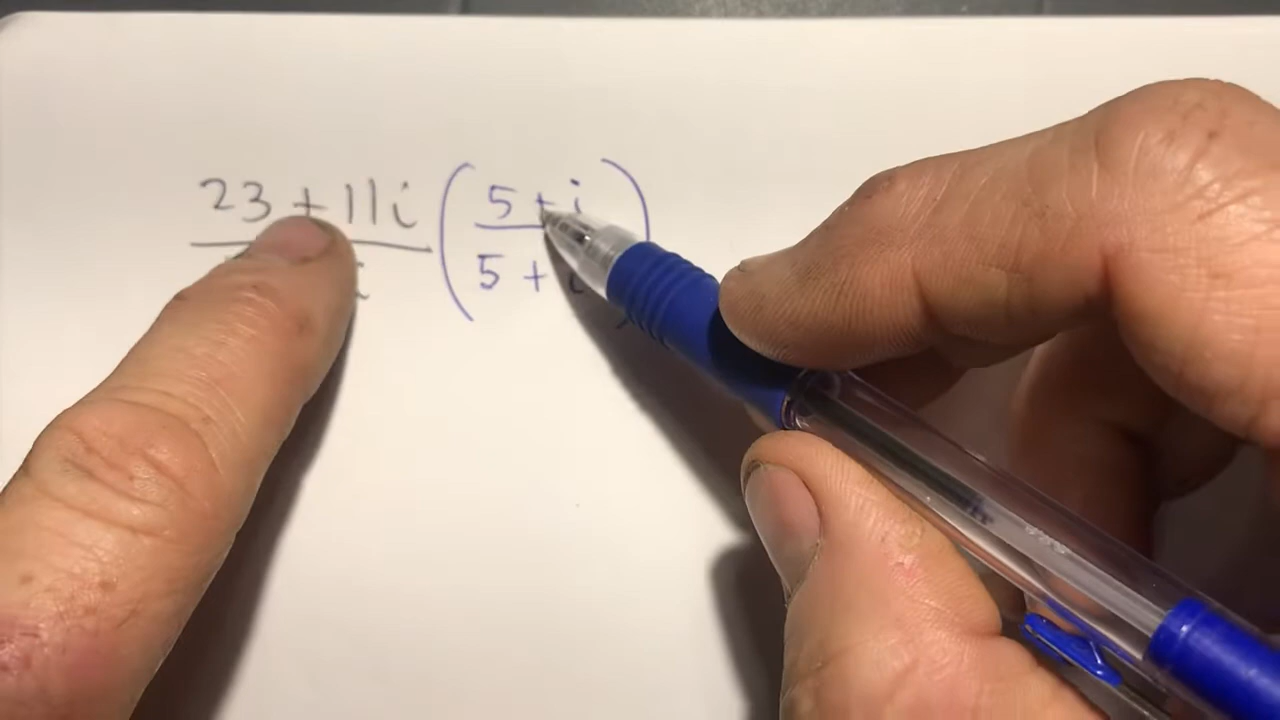 23 + 11i ( 5 + i )
i 5 + i